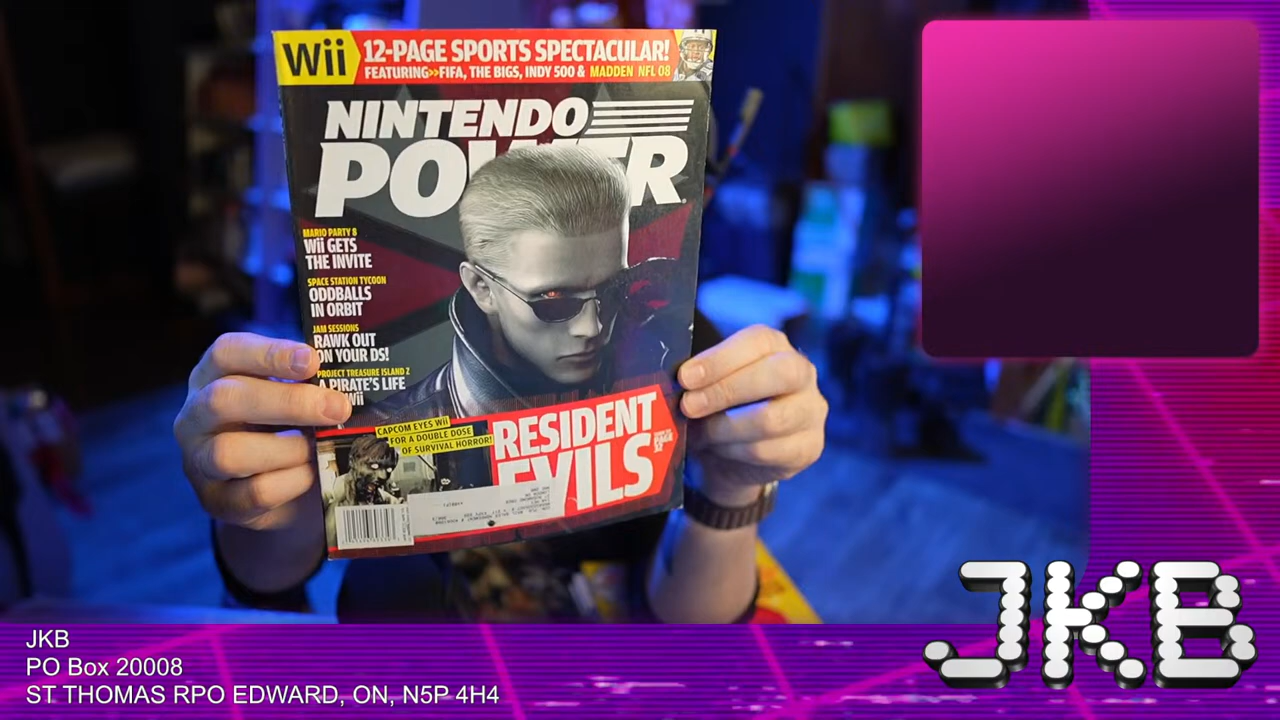 Wii
12-PAGE SPORTS SPECTACULAR!
FEATURING>>FIFA, THE BIGS, INDY 500 & MADDEN NFL 08
NINTENDO
POWER
MARIO PARTY 8
Wii GETS
THE INVITE
SPACE STATION TYCOON
ODDBALLS
IN ORBIT
JAM SESSIONS
RAWK OUT
ON YOUR DS!
PROJECT TREASURE ISLAND Z
A PIRATE'S LIFE
Wii
CAPCOM EYES Wii
FOR A DOUBLE DOSE
OF SURVIVAL HORROR!
RESIDENT
EVILS
JKB
JKB
PO Box 20008
ST THOMAS RPO EDWARD, ON, N5P 4H4